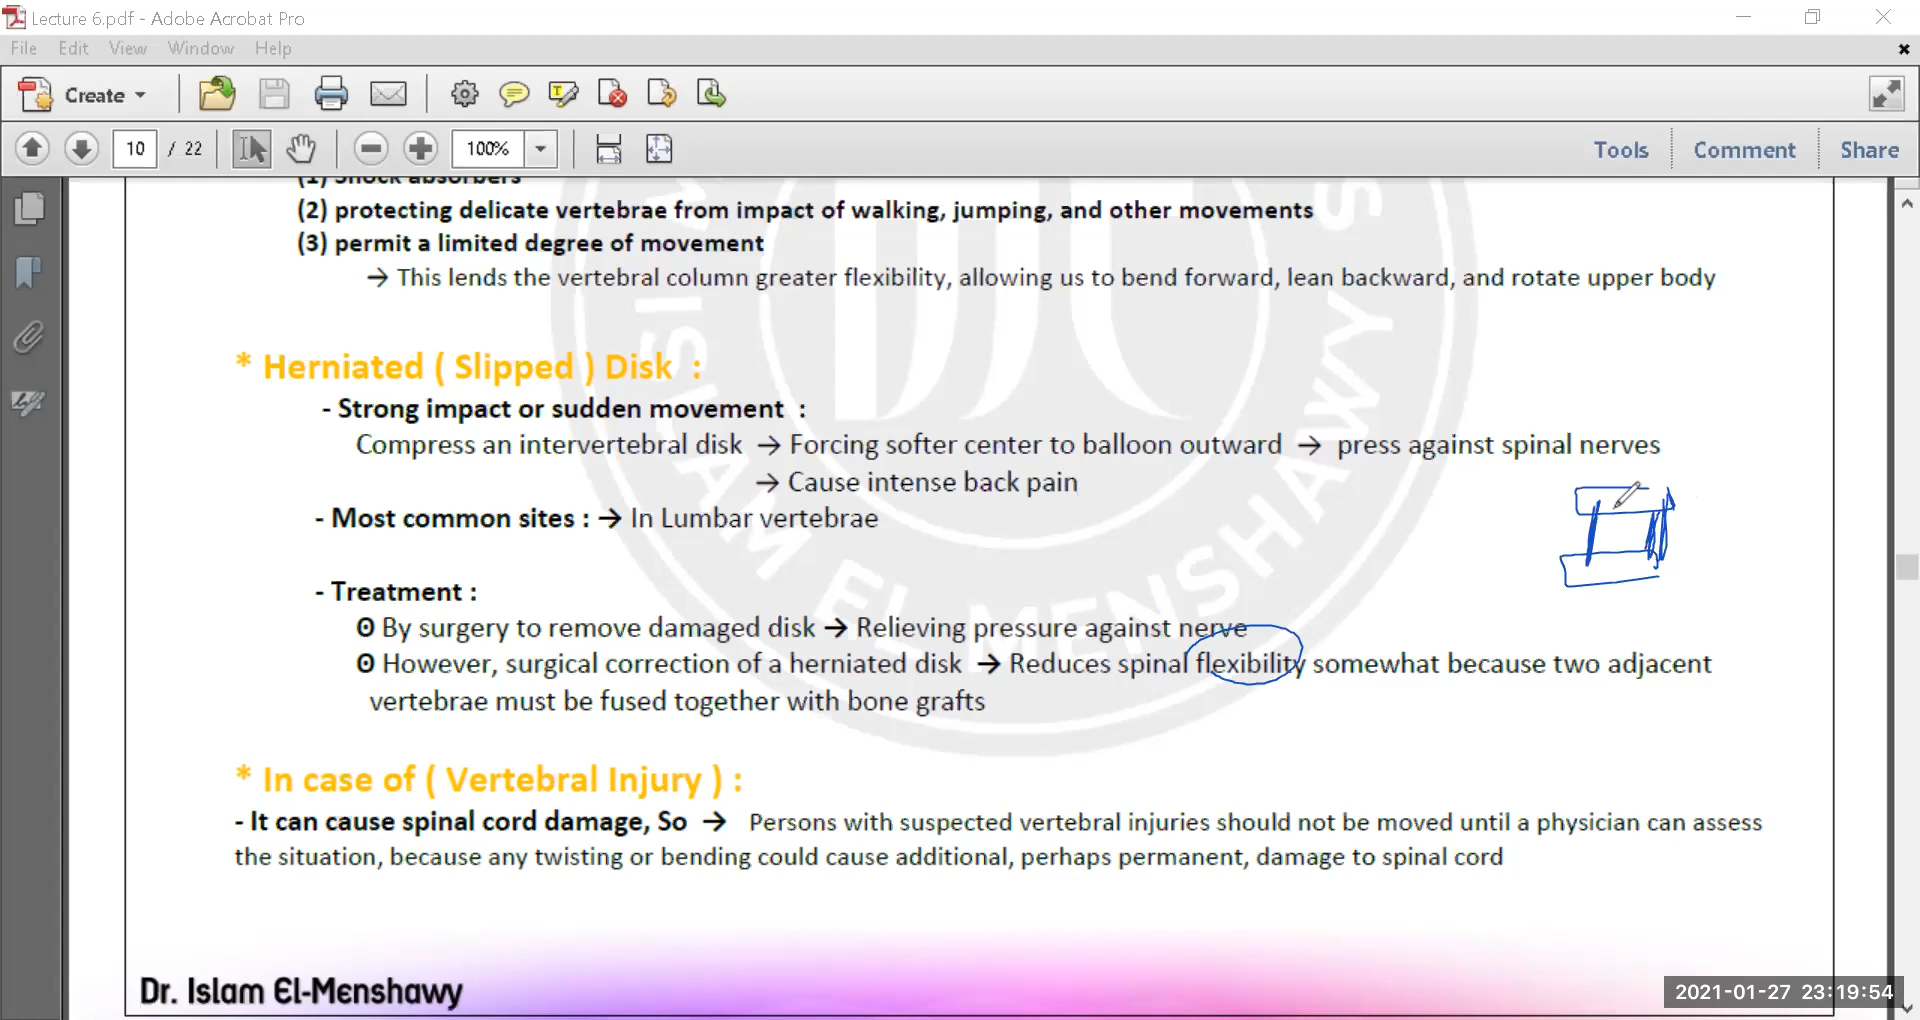 Lecture 6.pdf - Adobe Acrobat Pro
File Edit View Window Help
Create
10 / 22 100% Tools Comment Share
(1) Shock absorbers
(2) protecting delicate vertebrae from impact of walking, jumping, and other movements
(3) permit a limited degree of movement
→ This lends the vertebral column greater flexibility, allowing us to bend forward, lean backward, and rotate upper body
* Herniated ( Slipped ) Disk :
- Strong impact or sudden movement :
Compress an intervertebral disk → Forcing softer center to balloon outward → press against spinal nerves
→ Cause intense back pain
- Most common sites : → In Lumbar vertebrae
- Treatment :
ʘ By surgery to remove damaged disk → Relieving pressure against nerve
ʘ However, surgical correction of a herniated disk → Reduces spinal flexibility somewhat because two adjacent
vertebrae must be fused together with bone grafts
* In case of ( Vertebral Injury ) :
- It can cause spinal cord damage, So → Persons with suspected vertebral injuries should not be moved until a physician can assess
the situation, because any twisting or bending could cause additional, perhaps permanent, damage to spinal cord
Dr. Islam El-Menshawy
2021-01-27 23:19:54